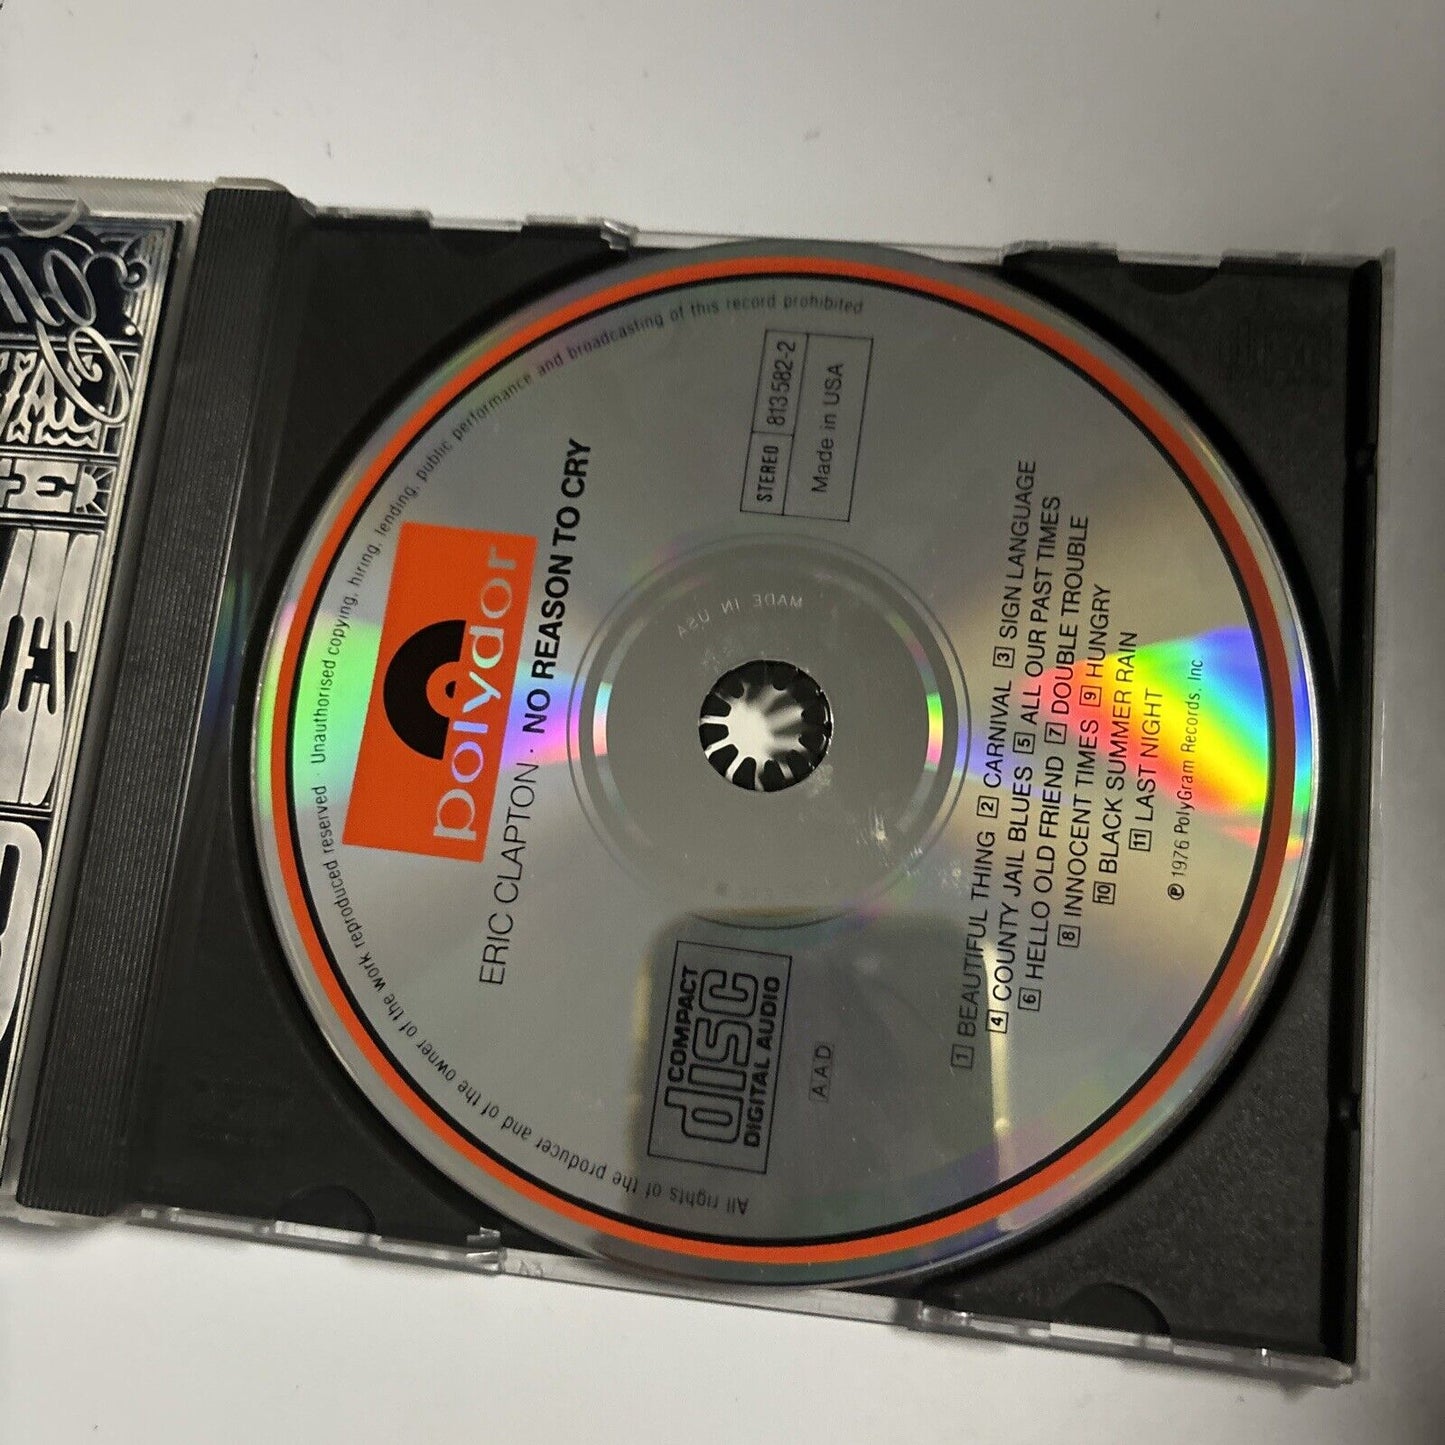 polydor
ERIC CLAPTON · NO REASON TO CRY
COMPACT
disc
DIGITAL AUDIO
AAD
STEREO 813 582-2
Made in USA
MADE IN USA
1 BEAUTIFUL THING 2 CARNIVAL 3 SIGN LANGUAGE
4 COUNTY JAIL BLUES 5 ALL OUR PAST TIMES
6 HELLO OLD FRIEND 7 DOUBLE TROUBLE
8 INNOCENT TIMES 9 HUNGRY
10 BLACK SUMMER RAIN
11 LAST NIGHT
℗ 1976 PolyGram Records, Inc.
All rights of the producer and of the owner of the work reproduced reserved · Unauthorised copying, hiring, lending, public performance and broadcasting of this record prohibited